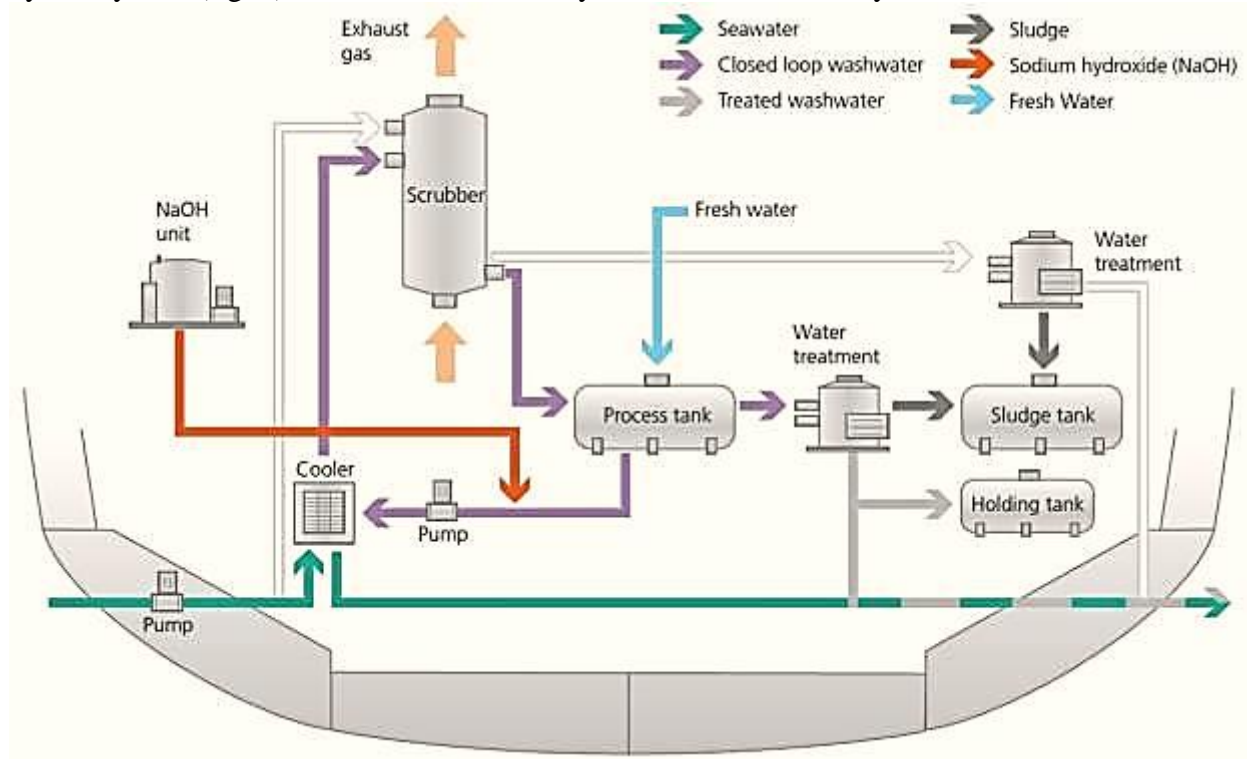 Exhaust
gas
Seawater
Closed loop washwater
Treated washwater
Sludge
Sodium hydroxide (NaOH)
Fresh Water
Scrubber
NaOH
unit
Fresh water
Water
treatment
Water
treatment
Process tank
Sludge tank
Cooler
Holding tank
Pump
Pump